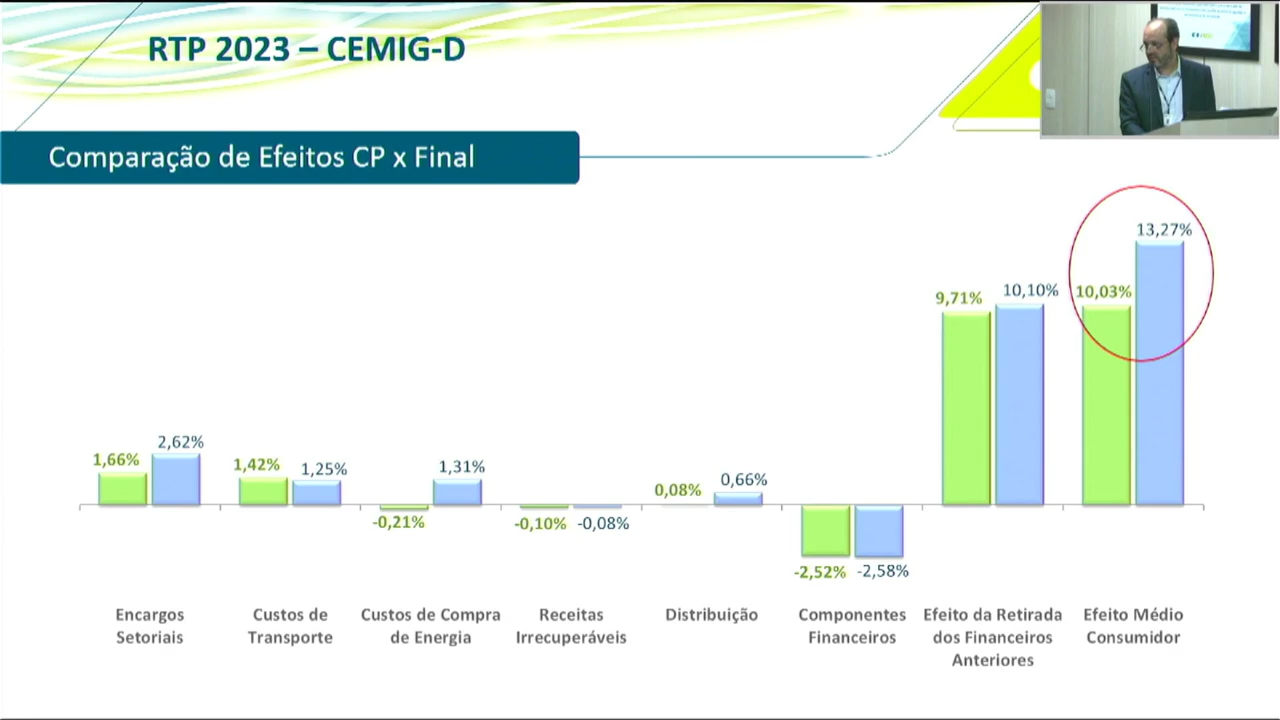 RTP 2023 – CEMIG-D
Comparação de Efeitos CP x Final
1,66%
2,62%
1,42%
1,25%
-0,21%
1,31%
-0,10%
-0,08%
0,08%
0,66%
-2,52%
-2,58%
9,71%
10,10%
10,03%
13,27%
Encargos
Setoriais
Custos de
Transporte
Custos de Compra
de Energia
Receitas
Irrecuperáveis
Distribuição
Componentes
Financeiros
Efeito da Retirada
dos Financeiros
Anteriores
Efeito Médio
Consumidor